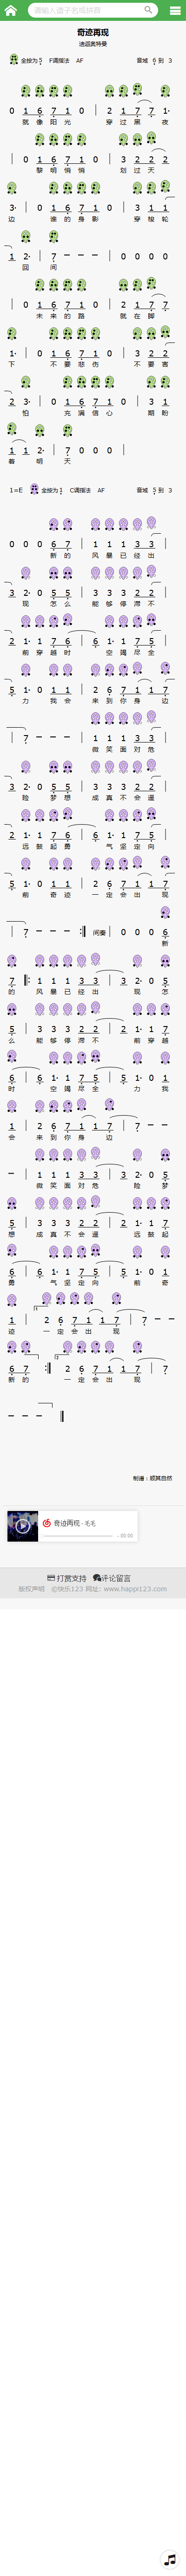 请输入谱子名或拼音
奇迹再现
迪迦奥特曼
全按为5 F调指法 AF 音域 6 到 3
0 1 6 7 1 0 | 2 1 7 7 1·
就 像 阳 光 穿 过 黑 夜
| 0 1 6 7 1 0 | 3 2 2 2
黎 明 悄 悄 划 过 天
3· | 0 1 6 7 1 0 | 3 1 1
边 谁 的 身 影 穿 梭 轮
1 2· | 7 — — — | 0 0 0
回 间
| 0 1 6 7 1 0 | 2 1 7 7
未 来 的 路 就 在 脚
1· | 0 1 6 7 1 0 | 3 2 2
下 不 要 悲 伤 不 要 害
2 3· | 0 1 6 7 1 0 | 3 1
怕 充 满 信 心 期 盼
1 1 2· | 7 0 0 0 |
着 明 天
1=E 全按为1 C调指法 AF 音域 5 到 3
0 0 0 6 7 | 1 1 1 3 3 |
新 的 风 暴 已 经 出
3 2· 0 5 5 | 3 3 3 2 2 |
现 怎 么 能 够 停 滞 不
2 1· 1 7 6 | 6 1· 1 7 5 |
前 穿 越 时 空 竭 尽 全
5 1· 0 1 1 | 2 6 7 1 1 7
力 我 会 来 到 你 身 边
| 7 — — — | 1 1 1 3 3 |
微 笑 面 对 危
3 2· 0 5 5 | 3 3 3 2 2 |
险 梦 想 成 真 不 会 遥
2 1· 1 7 6 | 6 1· 1 7 5 |
远 鼓 起 勇 气 坚 定 向
5 1· 0 1 1 | 2 6 7 1 1 7
前 奇 迹 一 定 会 出 现
| 7 — — — :| 间奏 | 0 0 0 6
新
7 |: 1 1 1 3 3 | 3 2· 0 5
的 风 暴 已 经 出 现 怎
5 | 3 3 3 2 2 | 2 1· 1 7
么 能 够 停 滞 不 前 穿 越
6 | 6 1· 1 7 5 | 5 1· 0 1
时 空 竭 尽 全 力 我
1 | 2 6 7 1 1 7 | 7 — —
会 来 到 你 身 边
— | 1 1 1 3 3 | 3 2· 0 5
微 笑 面 对 危 险 梦
5 | 3 3 3 2 2 | 2 1· 1 7
想 成 真 不 会 遥 远 鼓 起
6 | 6 1· 1 7 5 | 5 1· 0 1
勇 气 坚 定 向 前 奇
1 | 2 6 7 1 1 7 | 7 — —
迹 一 定 会 出 现
6 7 :| 2 6 7 1 1 7 | 7
新 的 一 定 会 出 现
— — —
制谱：顺其自然
奇迹再现 - 毛毛
- 00:00
打赏支持 评论留言
版权声明 ©快乐123 网址: www.happi123.com